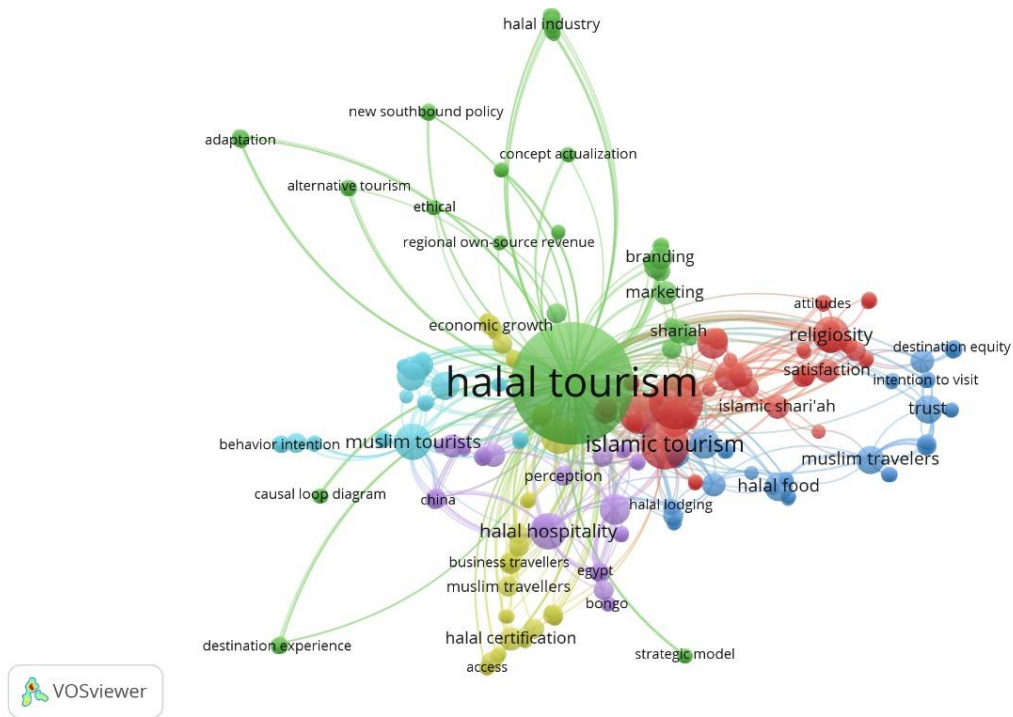 halal industry
new southbound policy
adaptation
concept actualization
alternative tourism
ethical
regional own-source revenue
branding
marketing
attitudes
economic growth
shariah
religiosity
destination equity
halal tourism
satisfaction
intention to visit
islamic shari'ah
trust
behavior intention
muslim tourists
islamic tourism
muslim travelers
perception
halal food
causal loop diagram
china
halal lodging
halal hospitality
business travellers
egypt
muslim travellers
bongo
halal certification
destination experience
strategic model
access
VOSviewer